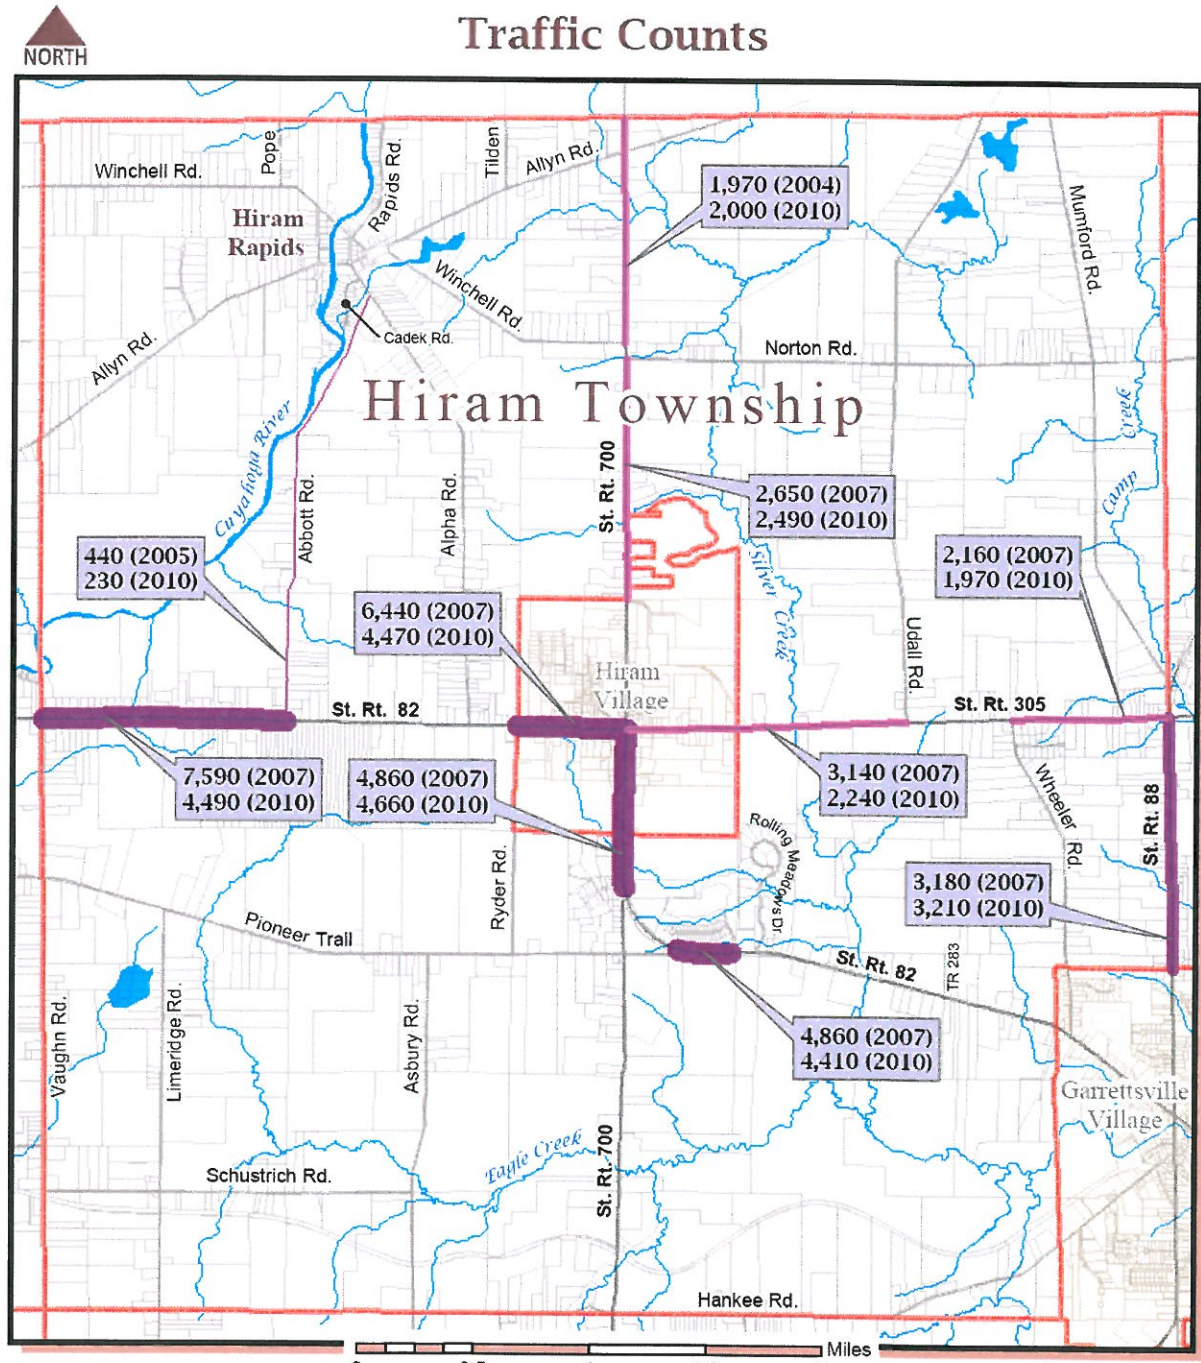 Traffic Counts
NORTH
Pope
Rapids Rd.
Tilden
Allyn Rd.
Winchell Rd.
1,970 (2004)
2,000 (2010)
Mumford Rd.
Hiram
Rapids
Winchell Rd.
Cadek Rd.
Allyn Rd.
Norton Rd.
Hiram Township
Creek
Camp
Cuyahoga River
St. Rt. 700
Abbott Rd.
Alpha Rd.
2,650 (2007)
2,490 (2010)
440 (2005)
230 (2010)
2,160 (2007)
1,970 (2010)
Silver Creek
6,440 (2007)
4,470 (2010)
Udall Rd.
Hiram
Village
St. Rt. 82
St. Rt. 305
7,590 (2007)
4,490 (2010)
4,860 (2007)
4,660 (2010)
3,140 (2007)
2,240 (2010)
Wheeler Rd.
St. Rt. 88
Rolling Meadows Dr.
Ryder Rd.
3,180 (2007)
3,210 (2010)
Pioneer Trail
St. Rt. 82
TR 283
Vaughn Rd.
Limeridge Rd.
Asbury Rd.
4,860 (2007)
4,410 (2010)
Garrettsville
Village
Eagle Creek
St. Rt. 700
Schustrich Rd.
Hankee Rd.
Miles